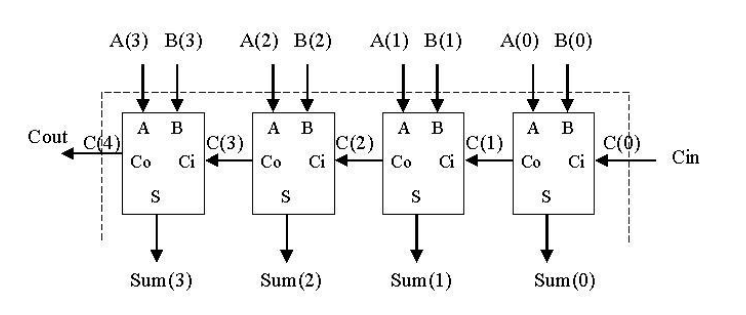 A(3) B(3) A(2) B(2) A(1) B(1) A(0) B(0)
A B A B A B A B
Cout C(4) C(3) C(2) C(1) C(0) Cin
Co Ci Co Ci Co Ci Co Ci
S S S S
Sum(3) Sum(2) Sum(1) Sum(0)